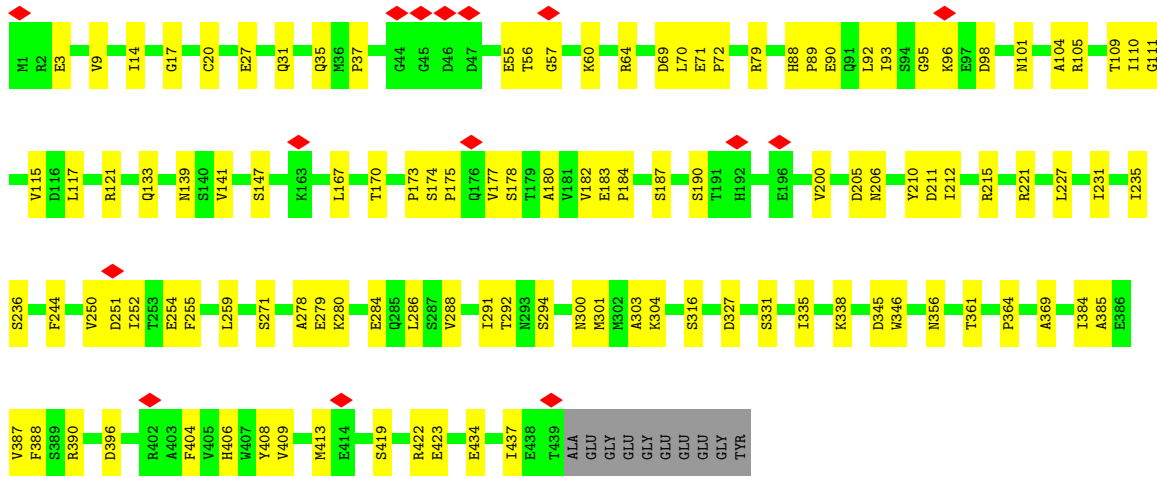 M1 R2 E3 V9 I14 G17 C20 E27 Q31 Q35 M36 P37 G44 G45 D46 D47 E55 T56 G57 K60 R64 D69 L70 E71 P72 R79 H88 P89 E90 Q91 L92 I93 S94 G95 K96 E97 D98 N101 A104 R105 T109 I110 G111
V115 D116 L117 R121 Q133 N139 S140 V141 S147 K163 L167 T170 P173 S174 P175 Q176 V177 S178 T179 A180 V181 V182 E183 P184 S187 S190 T191 H192 E196 V200 D205 N206 Y210 D211 I212 R215 R221 L227 I231 I235
S236 F244 V250 D251 I252 T253 E254 F255 L259 S271 A278 E279 K280 E284 Q285 L286 S287 V288 I291 T292 N293 S294 N300 M301 M302 A303 K304 S316 D327 S331 I335 K338 D345 W346 N356 T361 P364 A369 I384 A385 E386
V387 F388 S389 R390 D396 R402 A403 F404 V405 H406 W407 Y408 V409 M413 E414 S419 R422 E423 E434 I437 E438 T439 ALA GLU GLY GLU GLU GLY GLU GLU GLU GLY TYR